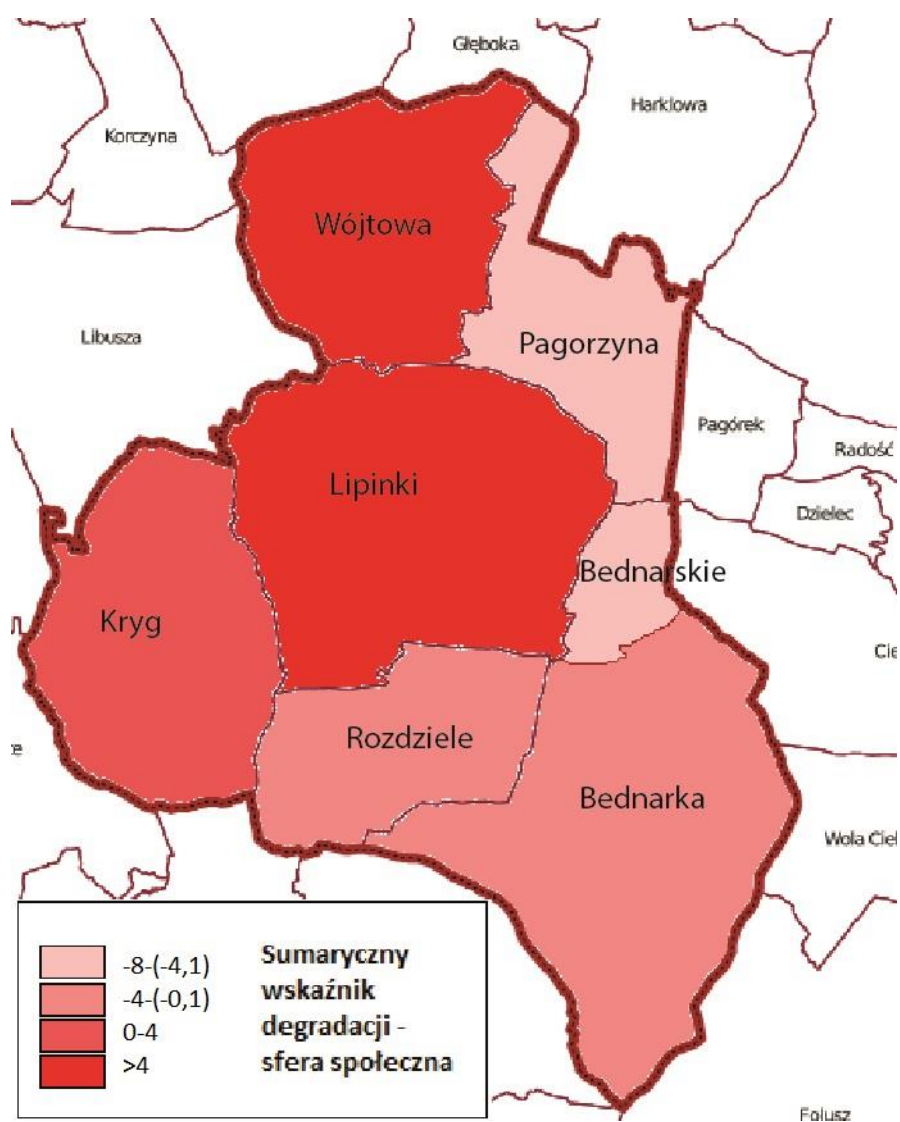 Głęboka
Harklowa
Korczyna
Wójtowa
Libusza
Pagorzyna
Pagórek
Radość
Lipinki
Dzielec
Bednarskie
Kryg
Cie
Rozdziele
Bednarka
Wola Ciek
-8-(-4,1)
-4-(-0,1)
0-4
>4
Sumaryczny
wskaźnik
degradacji -
sfera społeczna
Folusz